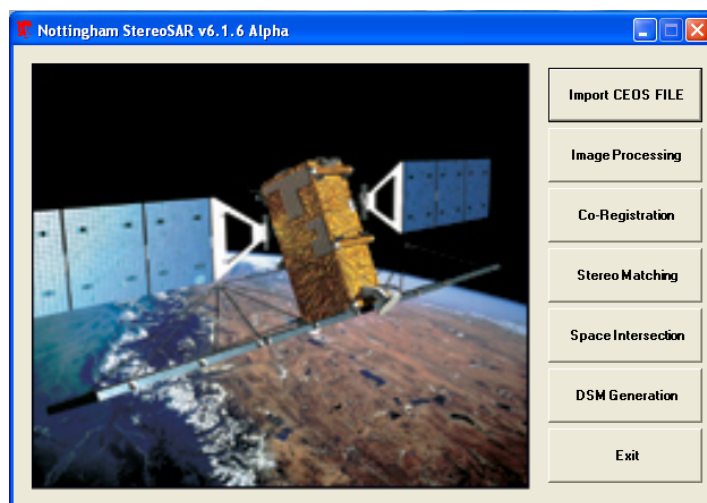 Nottingham StereoSAR v6.1.6 Alpha
Import CEOS FILE
Image Processing
Co-Registration
Stereo Matching
Space Intersection
DSM Generation
Exit